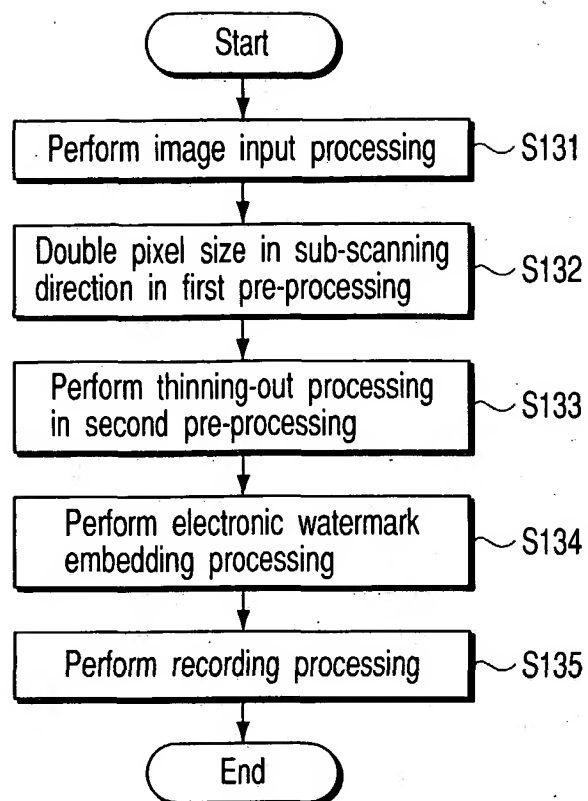 Start
Perform image input processing
S131
Double pixel size in sub-scanning
direction in first pre-processing
S132
Perform thinning-out processing
in second pre-processing
S133
Perform electronic watermark
embedding processing
S134
Perform recording processing
S135
End